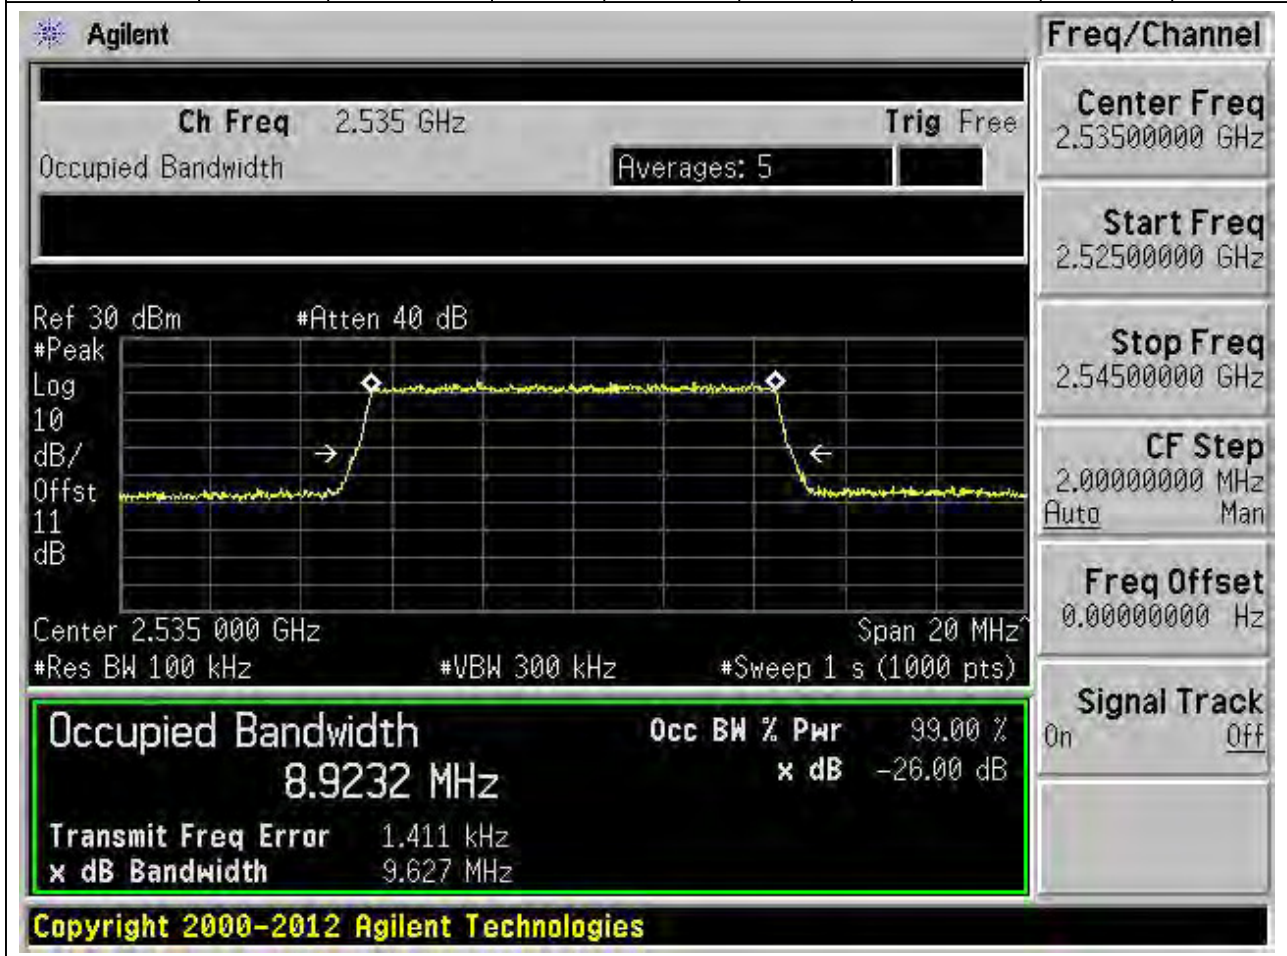 Agilent
Freq/Channel
Ch Freq 2.535 GHz Trig Free
Occupied Bandwidth Averages: 5
Center Freq
2.53500000 GHz
Start Freq
2.52500000 GHz
Stop Freq
2.54500000 GHz
CF Step
2.00000000 MHz
Auto Man
Freq Offset
0.00000000 Hz
Signal Track
On Off
Ref 30 dBm #Atten 40 dB
#Peak
Log
10
dB/
Offst
11
dB
Center 2.535 000 GHz Span 20 MHz^
#Res BW 100 kHz #VBW 300 kHz #Sweep 1 s (1000 pts)
Occupied Bandwidth Occ BW % Pwr 99.00 %
8.9232 MHz x dB -26.00 dB
Transmit Freq Error 1.411 kHz
x dB Bandwidth 9.627 MHz
Copyright 2000-2012 Agilent Technologies